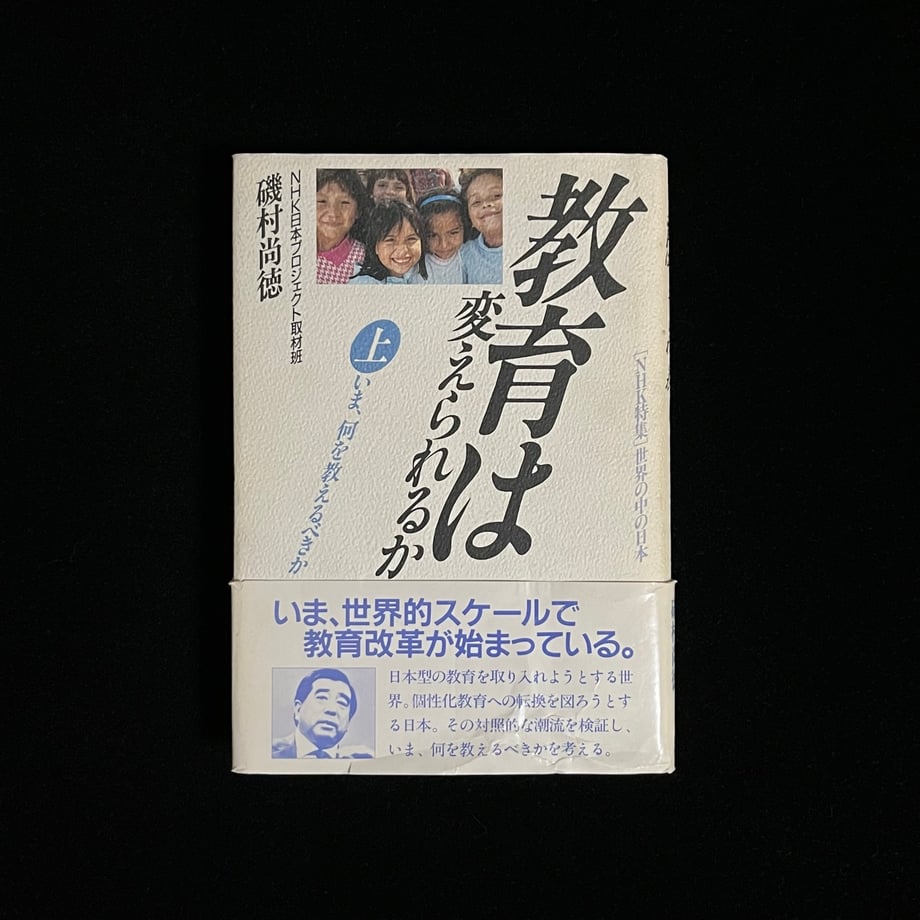 [NHK特集]世界の中の日本
教育は
変えられるか
上
いま、何を教えるべきか
NHK日本プロジェクト取材班
磯村尚徳
いま、世界的スケールで
教育改革が始まっている。
日本型の教育を取り入れようとする世
界。個性化教育への転換を図ろうとす
る日本。その対照的な潮流を検証し、
いま、何を教えるべきかを考える。